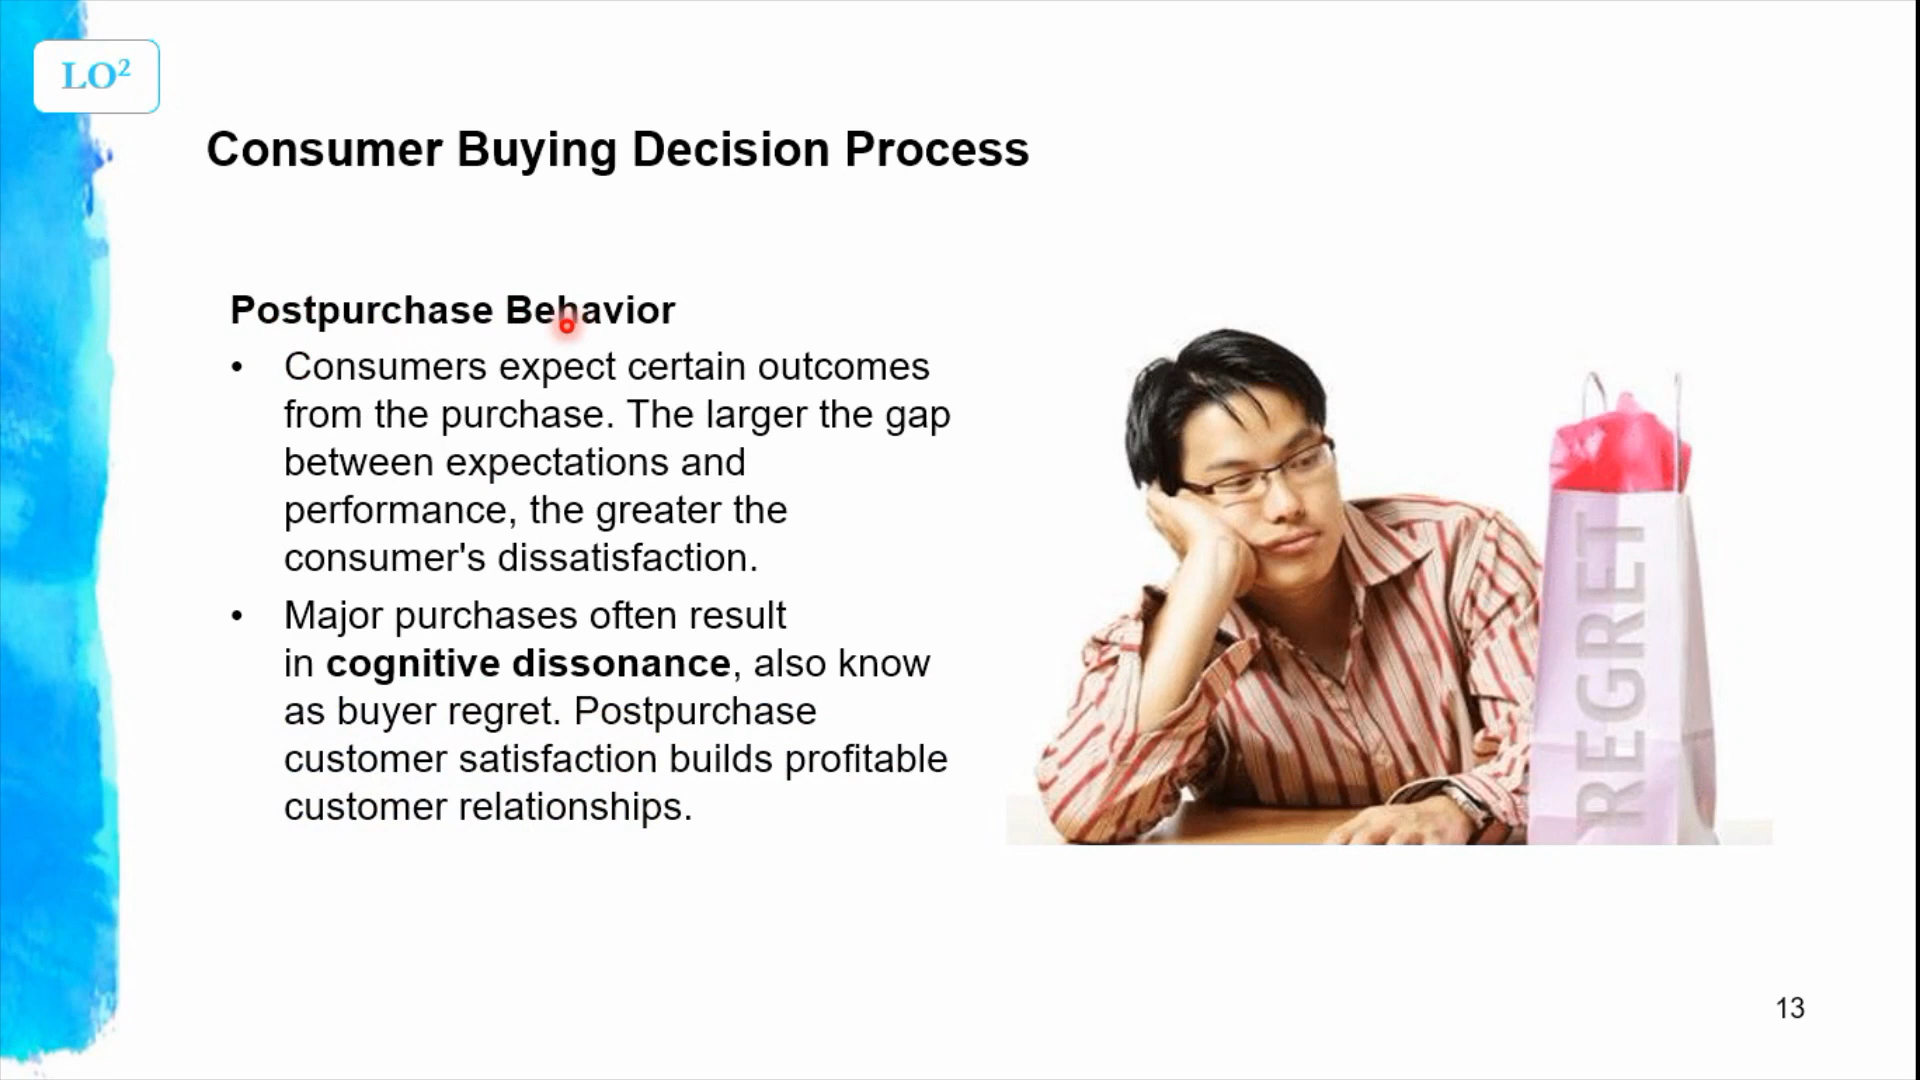 LO²
Consumer Buying Decision Process
Postpurchase Behavior
• Consumers expect certain outcomes
from the purchase. The larger the gap
between expectations and
performance, the greater the
consumer's dissatisfaction.
• Major purchases often result
in cognitive dissonance, also know
as buyer regret. Postpurchase
customer satisfaction builds profitable
customer relationships.
REGRET
13